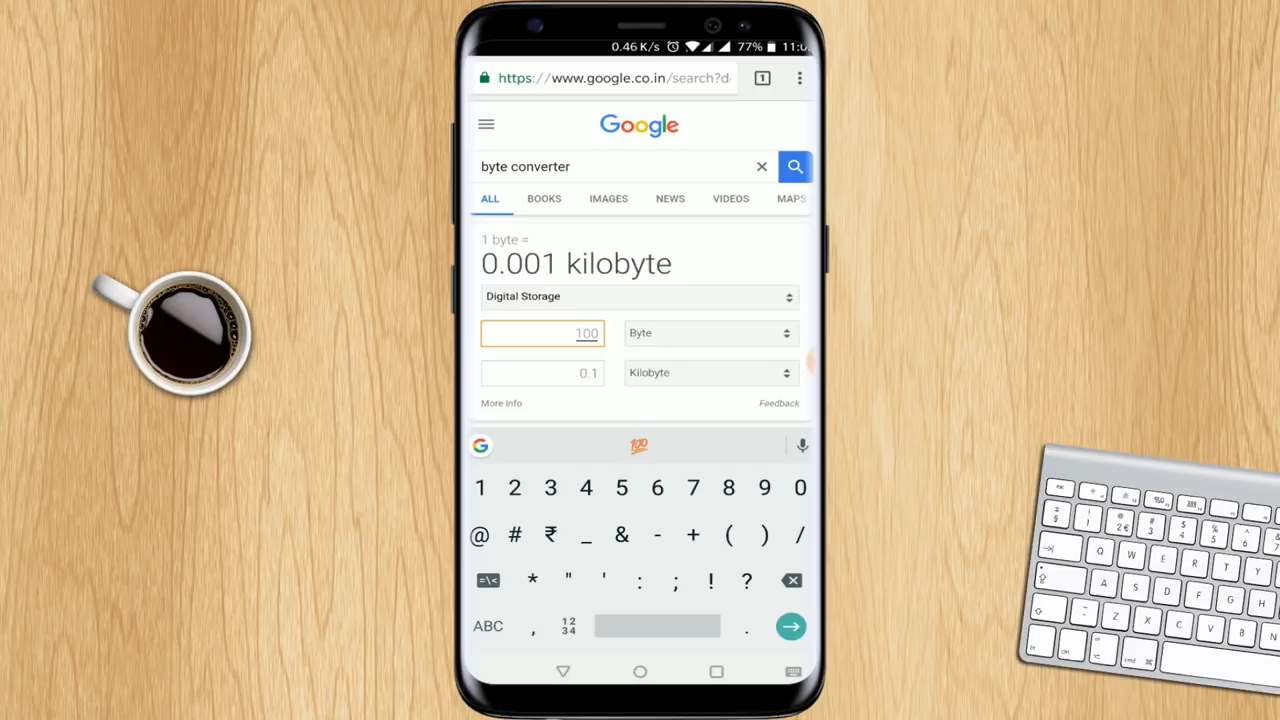 0.46 K/s 77% 11:0
https://www.google.co.in/search?d
1
Google
byte converter
ALL BOOKS IMAGES NEWS VIDEOS MAPS
1 byte =
0.001 kilobyte
Digital Storage
100 Byte
0.1 Kilobyte
More info Feedback
G 💯
1 2 3 4 5 6 7 8 9 0
@ # ₹ _ & - + ( ) /
=\< * " ' : ; ! ?
ABC , 12 .
34
Q W E R T Y
A S D F G H
Z X C V B N
cmd